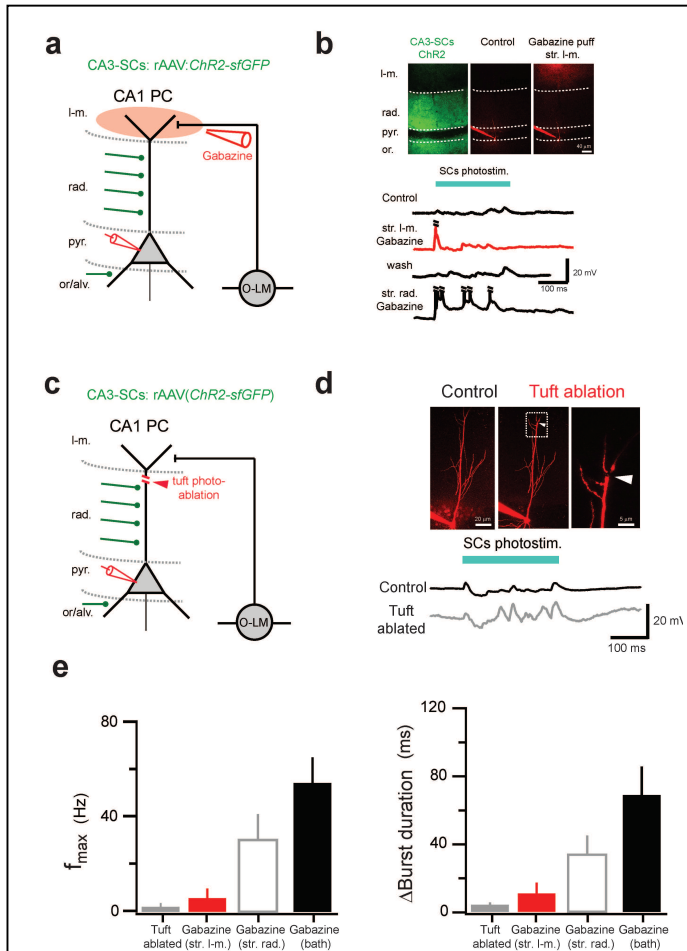 a
CA3-SCs: rAAV:ChR2-sfGFP
CA1 PC
l-m.
Gabazine
rad.
pyr.
or/alv.
O-LM
b
CA3-SCs
ChR2
Control
Gabazine puff
str. l-m.
l-m.
rad.
pyr.
or.
40 µm
SCs photostim.
Control
str. l-m.
Gabazine
wash
str. rad.
Gabazine
20 mV
100 ms
c
CA3-SCs: rAAV(ChR2-sfGFP)
CA1 PC
l-m.
tuft photo-
ablation
rad.
pyr.
or/alv.
O-LM
d
Control
Tuft ablation
20 µm
5 µm
SCs photostim.
Control
Tuft
ablated
20 mV
100 ms
e
80
40
0
fmax (Hz)
Tuft
ablated
Gabazine
(str. l-m.)
Gabazine
(str. rad.)
Gabazine
(bath)
120
80
40
0
ΔBurst duration (ms)
Tuft
ablated
Gabazine
(str. l-m.)
Gabazine
(str. rad.)
Gabazine
(bath)